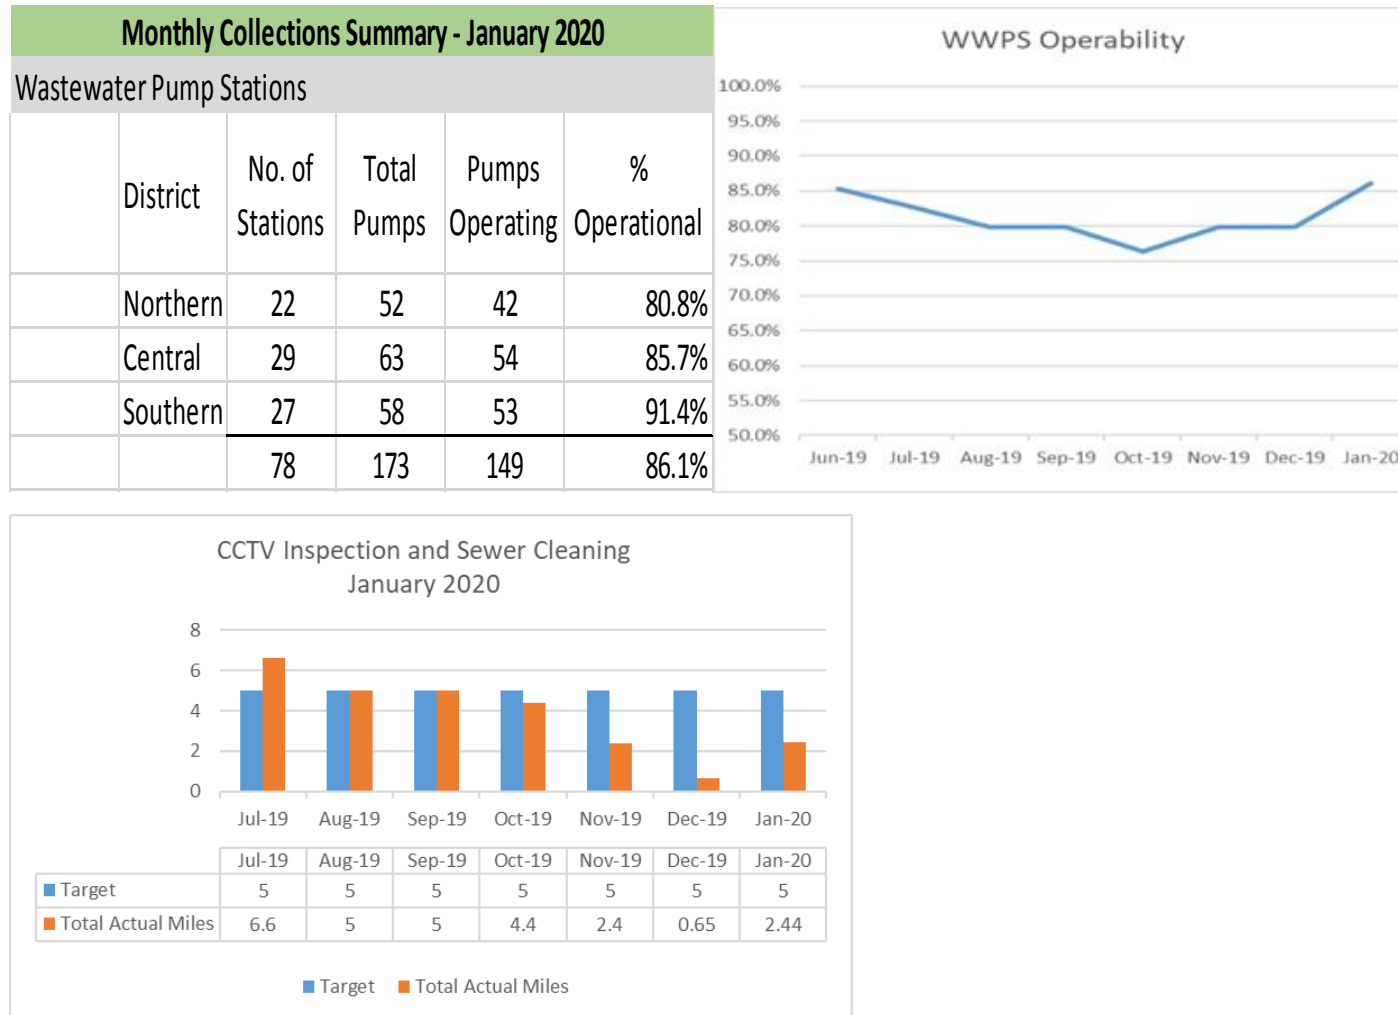 Monthly Collections Summary - January 2020
Wastewater Pump Stations
District No. of Stations Total Pumps Pumps Operating % Operational
Northern 22 52 42 80.8%
Central 29 63 54 85.7%
Southern 27 58 53 91.4%
78 173 149 86.1%
WWPS Operability
100.0%
95.0%
90.0%
85.0%
80.0%
75.0%
70.0%
65.0%
60.0%
55.0%
50.0%
Jun-19 Jul-19 Aug-19 Sep-19 Oct-19 Nov-19 Dec-19 Jan-20
CCTV Inspection and Sewer Cleaning
January 2020
8
6
4
2
0
Jul-19 Aug-19 Sep-19 Oct-19 Nov-19 Dec-19 Jan-20
Jul-19 Aug-19 Sep-19 Oct-19 Nov-19 Dec-19 Jan-20
Target 5 5 5 5 5 5 5
Total Actual Miles 6.6 5 5 4.4 2.4 0.65 2.44
Target Total Actual Miles